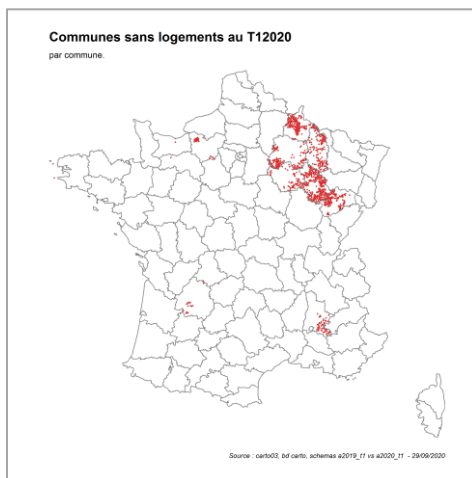 Communes sans logements au T12020
par commune.
Source : carto03, bd carto, schemas a2019_t1 vs a2020_t1 - 29/09/2020